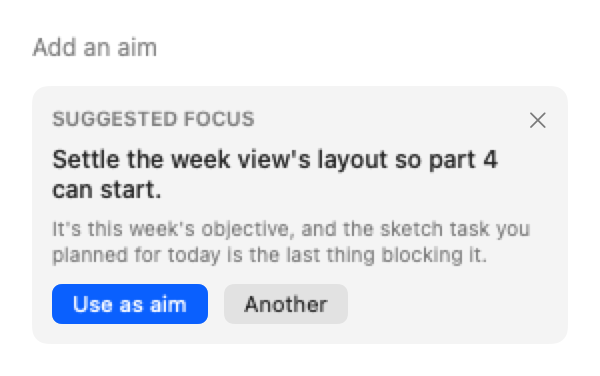 Add an aim
SUGGESTED FOCUS
Settle the week view's layout so part 4
can start.
It's this week's objective, and the sketch task you
planned for today is the last thing blocking it.
Use as aim
Another